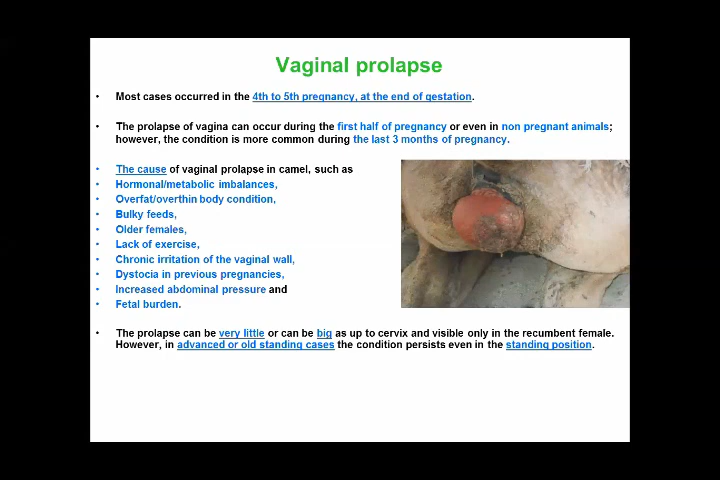 Vaginal prolapse
• Most cases occurred in the 4th to 5th pregnancy, at the end of gestation.
• The prolapse of vagina can occur during the first half of pregnancy or even in non pregnant animals;
however, the condition is more common during the last 3 months of pregnancy.
• The cause of vaginal prolapse in camel, such as
• Hormonal/metabolic imbalances,
• Overfat/overthin body condition,
• Bulky feeds,
• Older females,
• Lack of exercise,
• Chronic irritation of the vaginal wall,
• Dystocia in previous pregnancies,
• Increased abdominal pressure and
• Fetal burden.
• The prolapse can be very little or can be big as up to cervix and visible only in the recumbent female.
However, in advanced or old standing cases the condition persists even in the standing position.